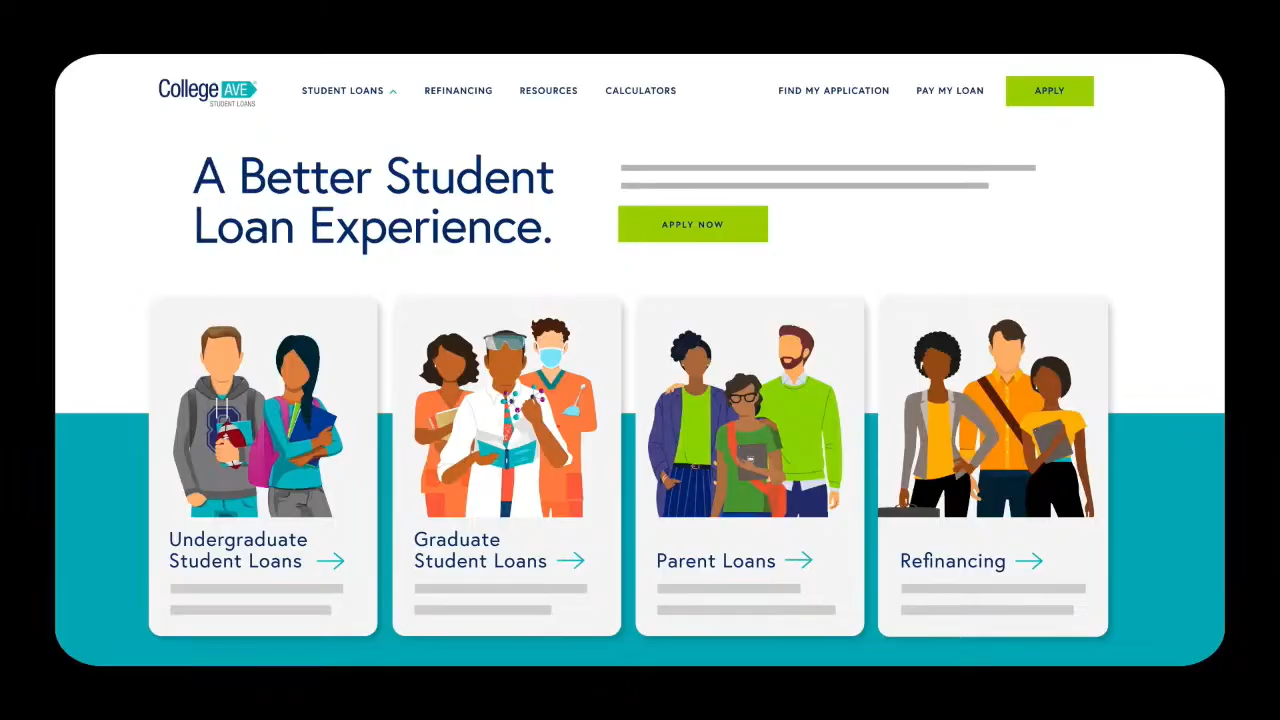 College AVE
STUDENT LOANS
STUDENT LOANS
REFINANCING
RESOURCES
CALCULATORS
FIND MY APPLICATION
PAY MY LOAN
APPLY
A Better Student
Loan Experience.
APPLY NOW
Undergraduate
Student Loans
Graduate
Student Loans
Parent Loans
Refinancing